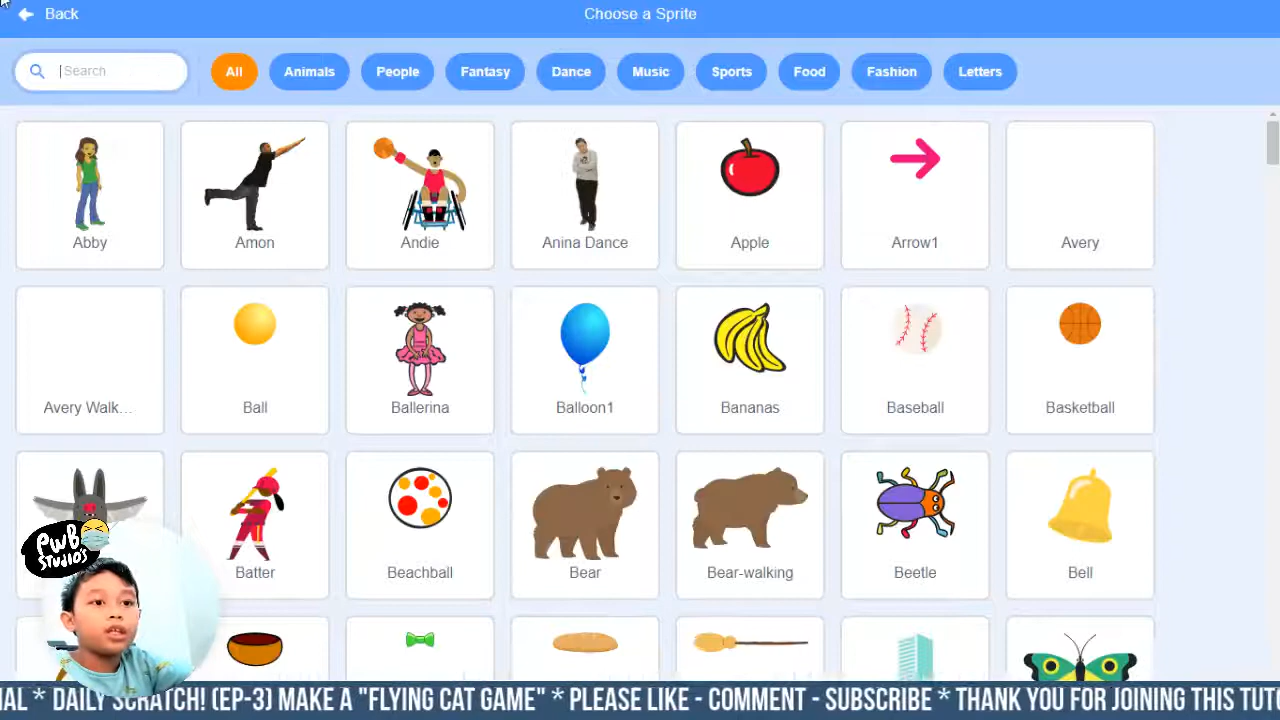 Back
Choose a Sprite
Search
All
Animals
People
Fantasy
Dance
Music
Sports
Food
Fashion
Letters
Abby
Amon
Andie
Anina Dance
Apple
Arrow1
Avery
Avery Walk...
Ball
Ballerina
Balloon1
Bananas
Baseball
Basketball
Batter
Beachball
Bear
Bear-walking
Beetle
Bell
PWB
STUDIO'S
IAL * DAILY SCRATCH! (EP-3) MAKE A "FLYING CAT GAME" * PLEASE LIKE - COMMENT - SUBSCRIBE * THANK YOU FOR JOINING THIS TUTO